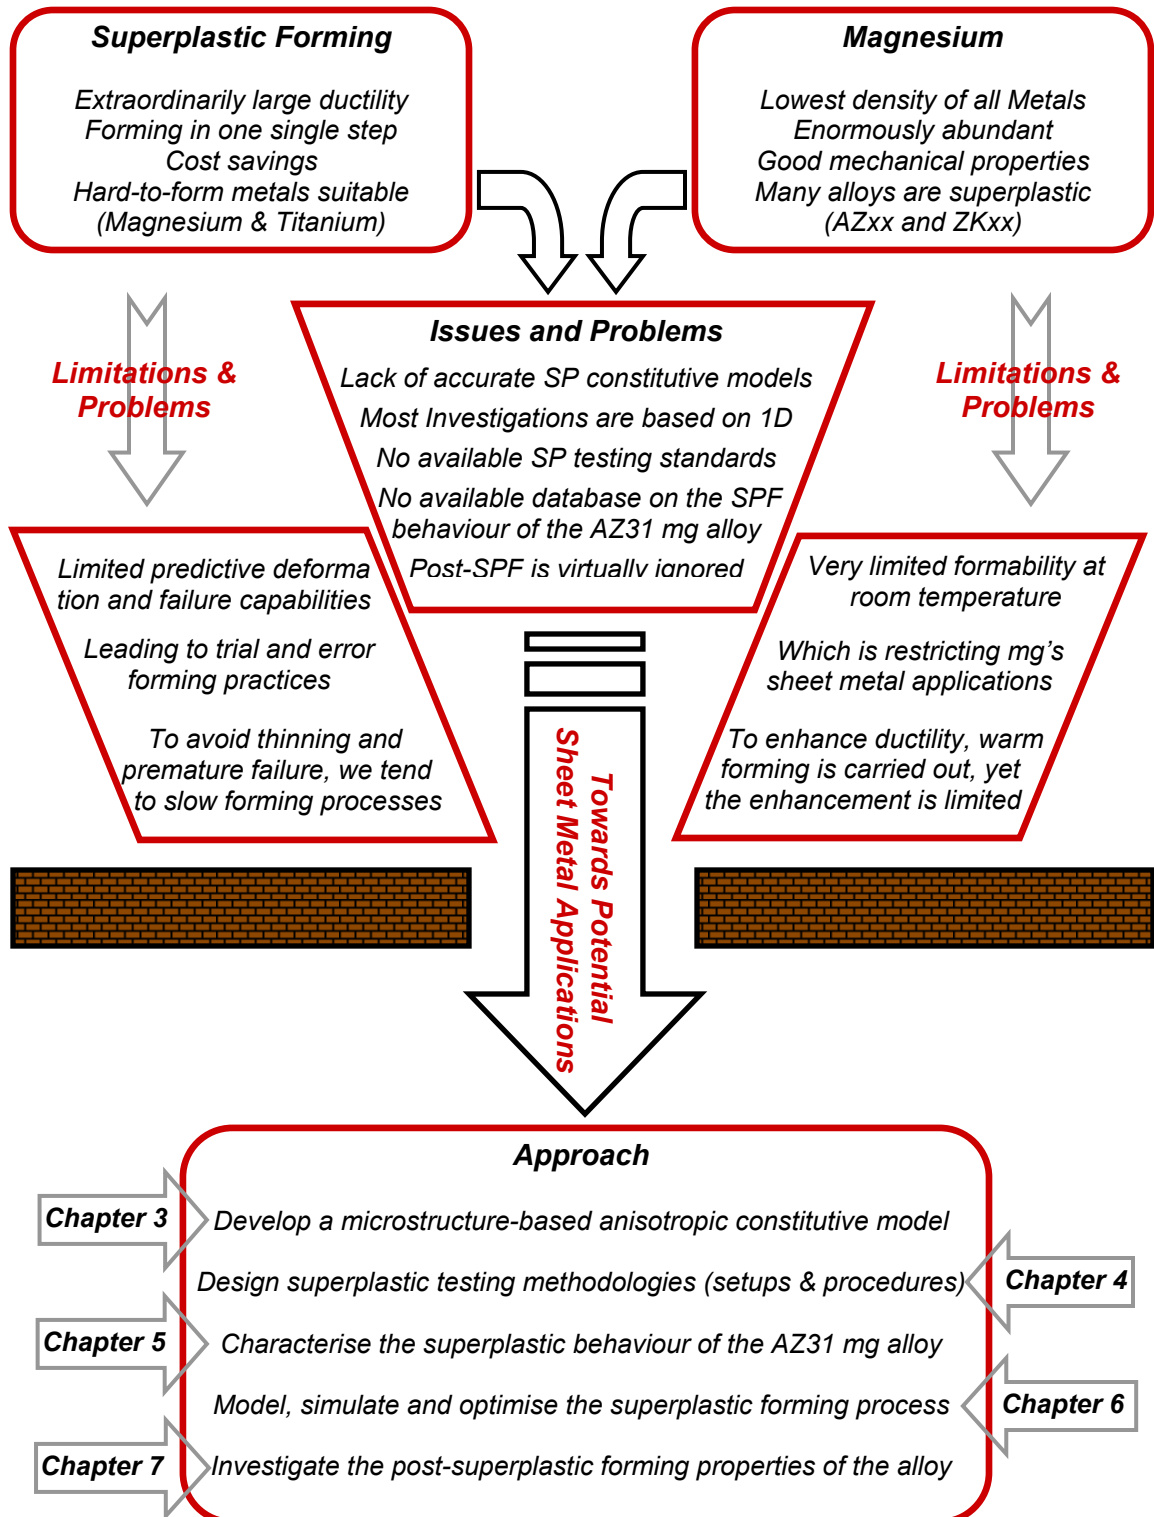 Superplastic Forming
Extraordinarily large ductility
Forming in one single step
Cost savings
Hard-to-form metals suitable
(Magnesium & Titanium)
Magnesium
Lowest density of all Metals
Enormously abundant
Good mechanical properties
Many alloys are superplastic
(AZxx and ZKxx)
Limitations &
Problems
Issues and Problems
Lack of accurate SP constitutive models
Most Investigations are based on 1D
No available SP testing standards
No available database on the SPF
behaviour of the AZ31 mg alloy
Post-SPF is virtually ignored
Limitations &
Problems
Limited predictive deforma
tion and failure capabilities
Leading to trial and error
forming practices
To avoid thinning and
premature failure, we tend
to slow forming processes
Very limited formability at
room temperature
Which is restricting mg's
sheet metal applications
To enhance ductility, warm
forming is carried out, yet
the enhancement is limited
Towards Potential
Sheet Metal Applications
Approach
Chapter 3
Develop a microstructure-based anisotropic constitutive model
Design superplastic testing methodologies (setups & procedures)
Chapter 4
Chapter 5
Characterise the superplastic behaviour of the AZ31 mg alloy
Model, simulate and optimise the superplastic forming process
Chapter 6
Chapter 7
Investigate the post-superplastic forming properties of the alloy